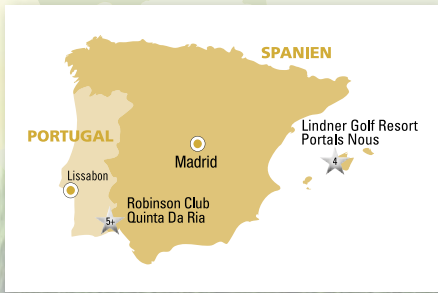 SPANIEN
PORTUGAL
Lindner Golf Resort
Portals Nous
4
Madrid
Lissabon
Robinson Club
Quinta Da Ria
5+